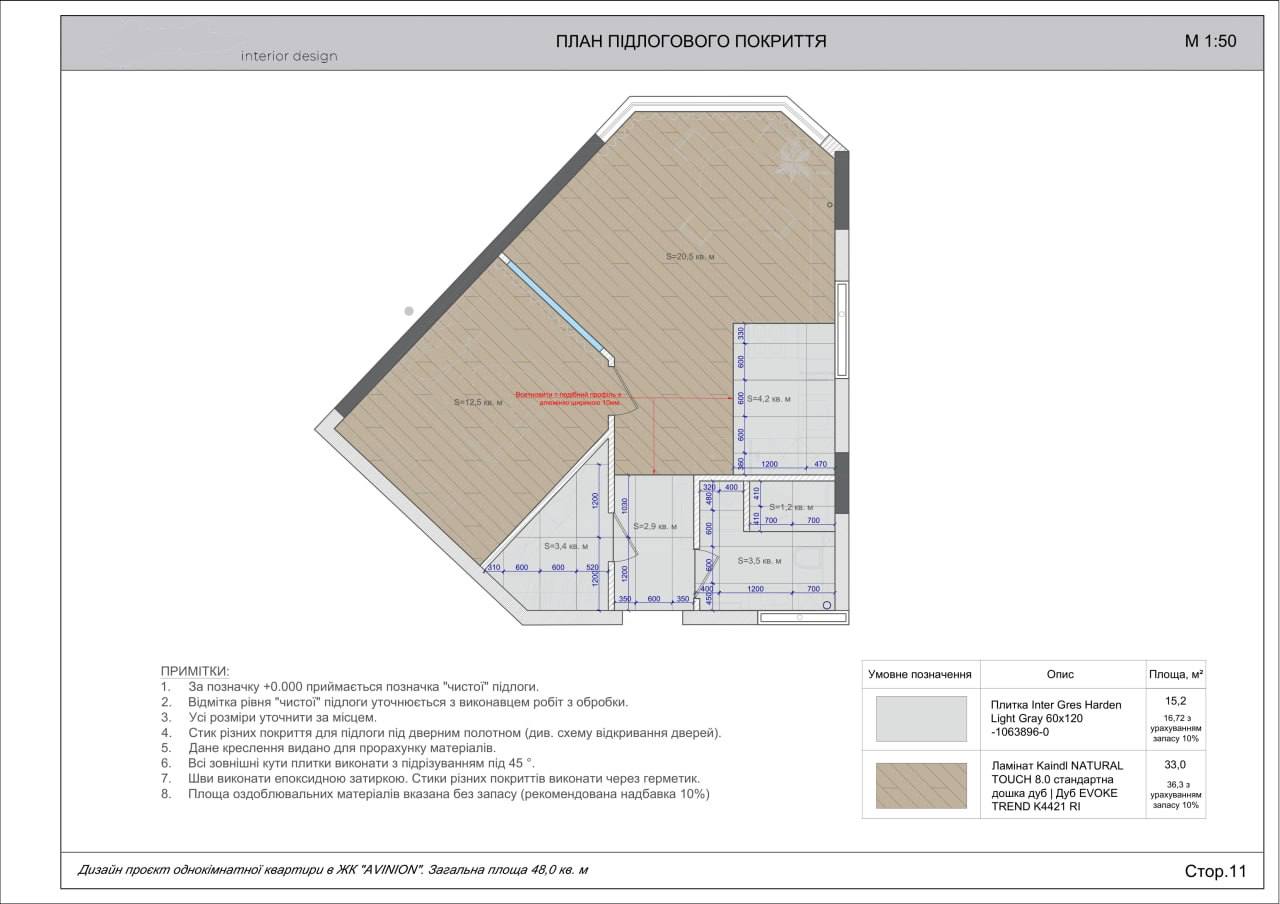 ПЛАН ПІДЛОГОВОГО ПОКРИТТЯ
М 1:50
interior design
S=20,5 кв. м
S=12,5 кв. м
Встановити т-подібний профіль з
алюмінію шириною 10мм.
330
600
600
S=4,2 кв. м
600
360
1200
470
320
400
480
410
S=1,2 кв. м
410
700
700
600
1200
1030
S=2,9 кв. м
S=3,4 кв. м
S=3,5 кв. м
310
600
600
520
1200
1200
600
400
1200
700
350
600
350
450
ПРИМІТКИ:
1. За позначку +0.000 приймається позначка "чистої" підлоги.
2. Відмітка рівня "чистої" підлоги уточнюється з виконавцем робіт з обробки.
3. Усі розміри уточнити за місцем.
4. Стик різних покриття для підлоги під дверним полотном (див. схему відкривання дверей).
5. Дане креслення видано для прорахунку матеріалів.
6. Всі зовнішні кути плитки виконати з підрізуванням під 45 °.
7. Шви виконати епоксидною затиркою. Стики різних покриттів виконати через герметик.
8. Площа оздоблювальних матеріалів вказана без запасу (рекомендована надбавка 10%)
Умовне позначення
Опис
Площа, м²
Плитка Inter Gres Harden
Light Gray 60x120
-1063896-0
15,2
16,72 з
урахуванням
запасу 10%
Ламінат Kaindl NATURAL
TOUCH 8.0 стандартна
дошка дуб | Дуб EVOKE
TREND K4421 RI
33,0
36,3 з
урахуванням
запасу 10%
Дизайн проєкт однокімнатної квартири в ЖК "AVINION". Загальна площа 48,0 кв. м
Стор.11